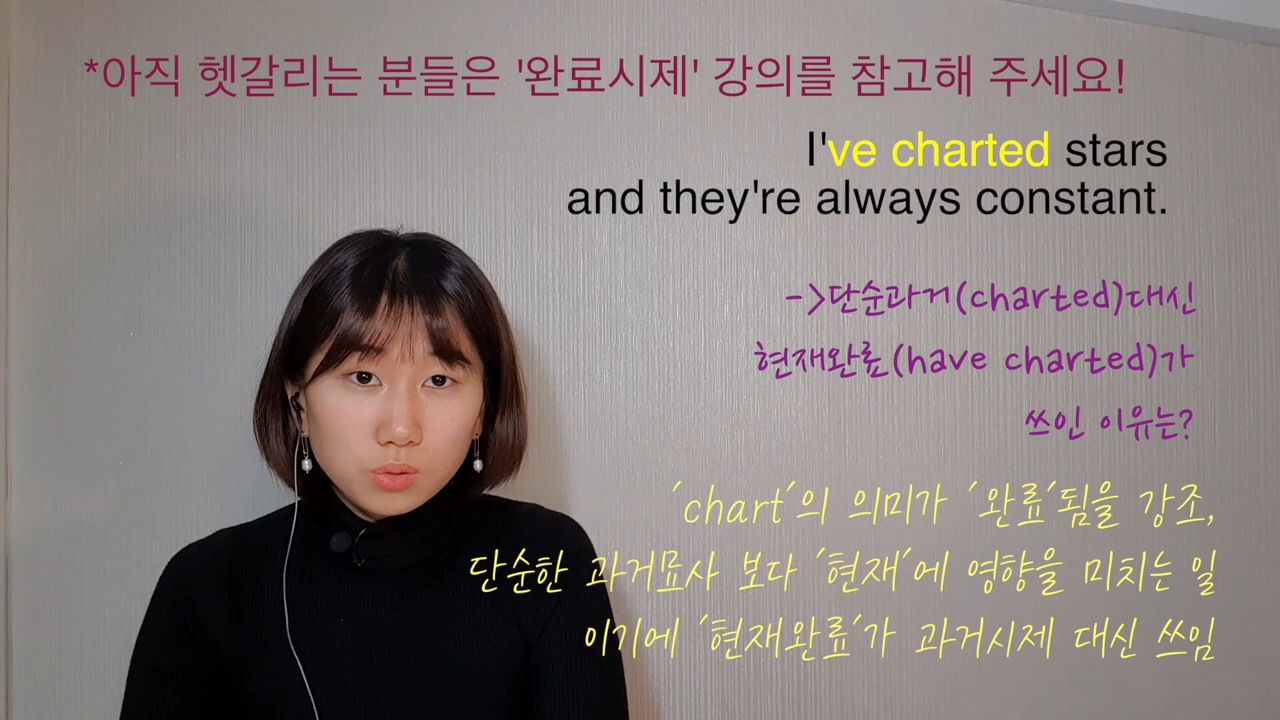 *아직 헷갈리는 분들은 '완료시제' 강의를 참고해 주세요!
I've charted stars
and they're always constant.
->단순과거(charted)대신
현재완료(have charted)가
쓰인 이유는?
'chart'의 의미가 '완료'됨을 강조,
단순한 과거묘사 보다 '현재'에 영향을 미치는 일
이기에 '현재완료'가 과거시제 대신 쓰임